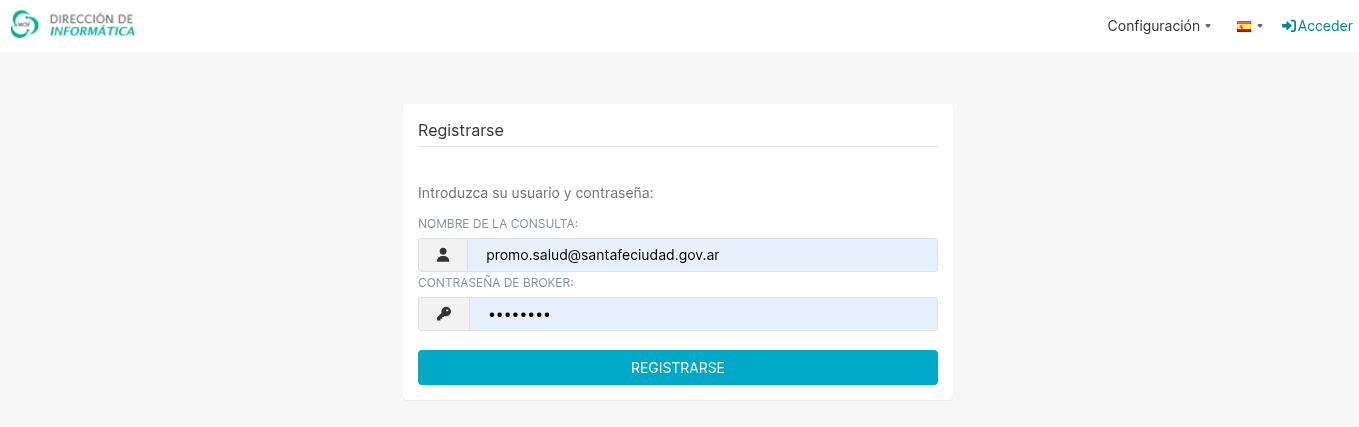 DIRECCIÓN DE
INFORMÁTICA
MCSF
Configuración
Acceder
Registrarse
Introduzca su usuario y contraseña:
NOMBRE DE LA CONSULTA:
promo.salud@santafeciudad.gov.ar
CONTRASEÑA DE BROKER:
••••••••
REGISTRARSE